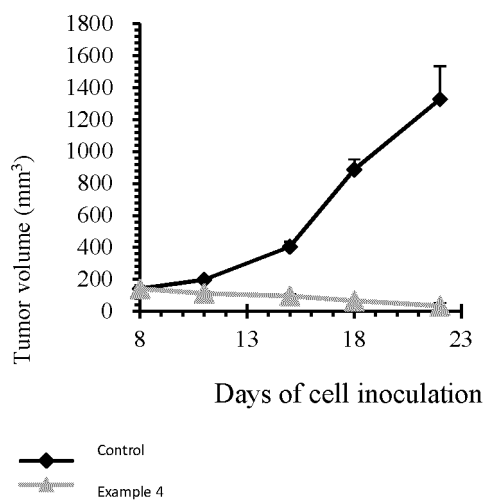 1800
1600
1400
1200
1000
800
600
400
200
0
Tumor volume (mm³)
8 13 18 23
Days of cell inoculation
Control
Example 4